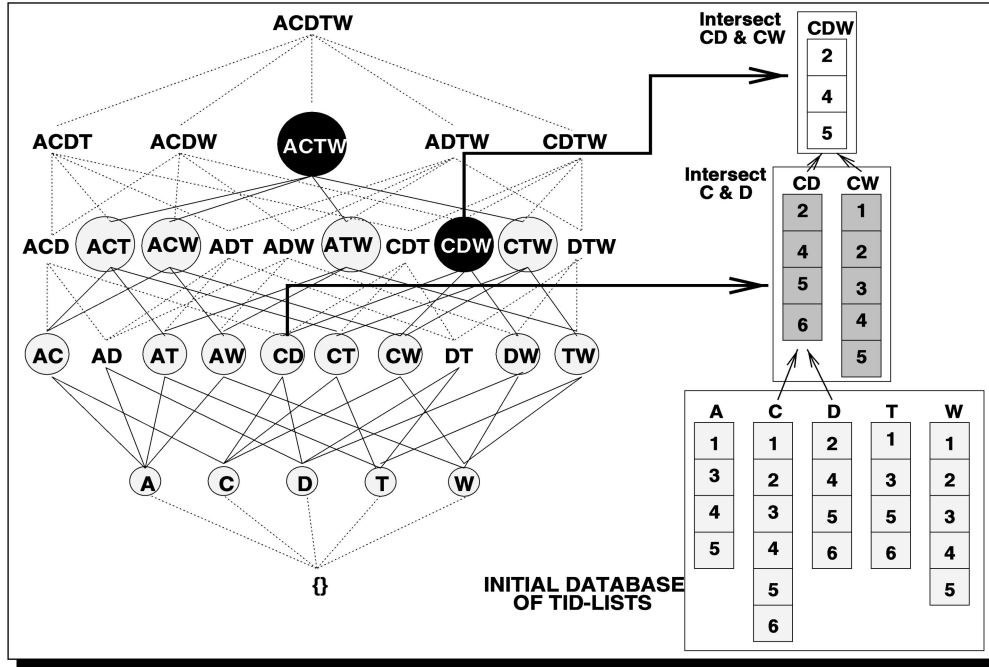 ACDTW
ACDT ACDW ACTW ADTW CDTW
ACD ACT ACW ADT ADW ATW CDT CDW CTW DTW
AC AD AT AW CD CT CW DT DW TW
A C D T W
{}
Intersect
CD & CW
CDW
2
4
5
Intersect
C & D
CD CW
2 1
4 2
5 3
6 4
5
A C D T W
1 1 2 1 1
3 2 4 3 2
4 3 5 5 3
5 4 6 6 4
5 5
6
INITIAL DATABASE
OF TID-LISTS